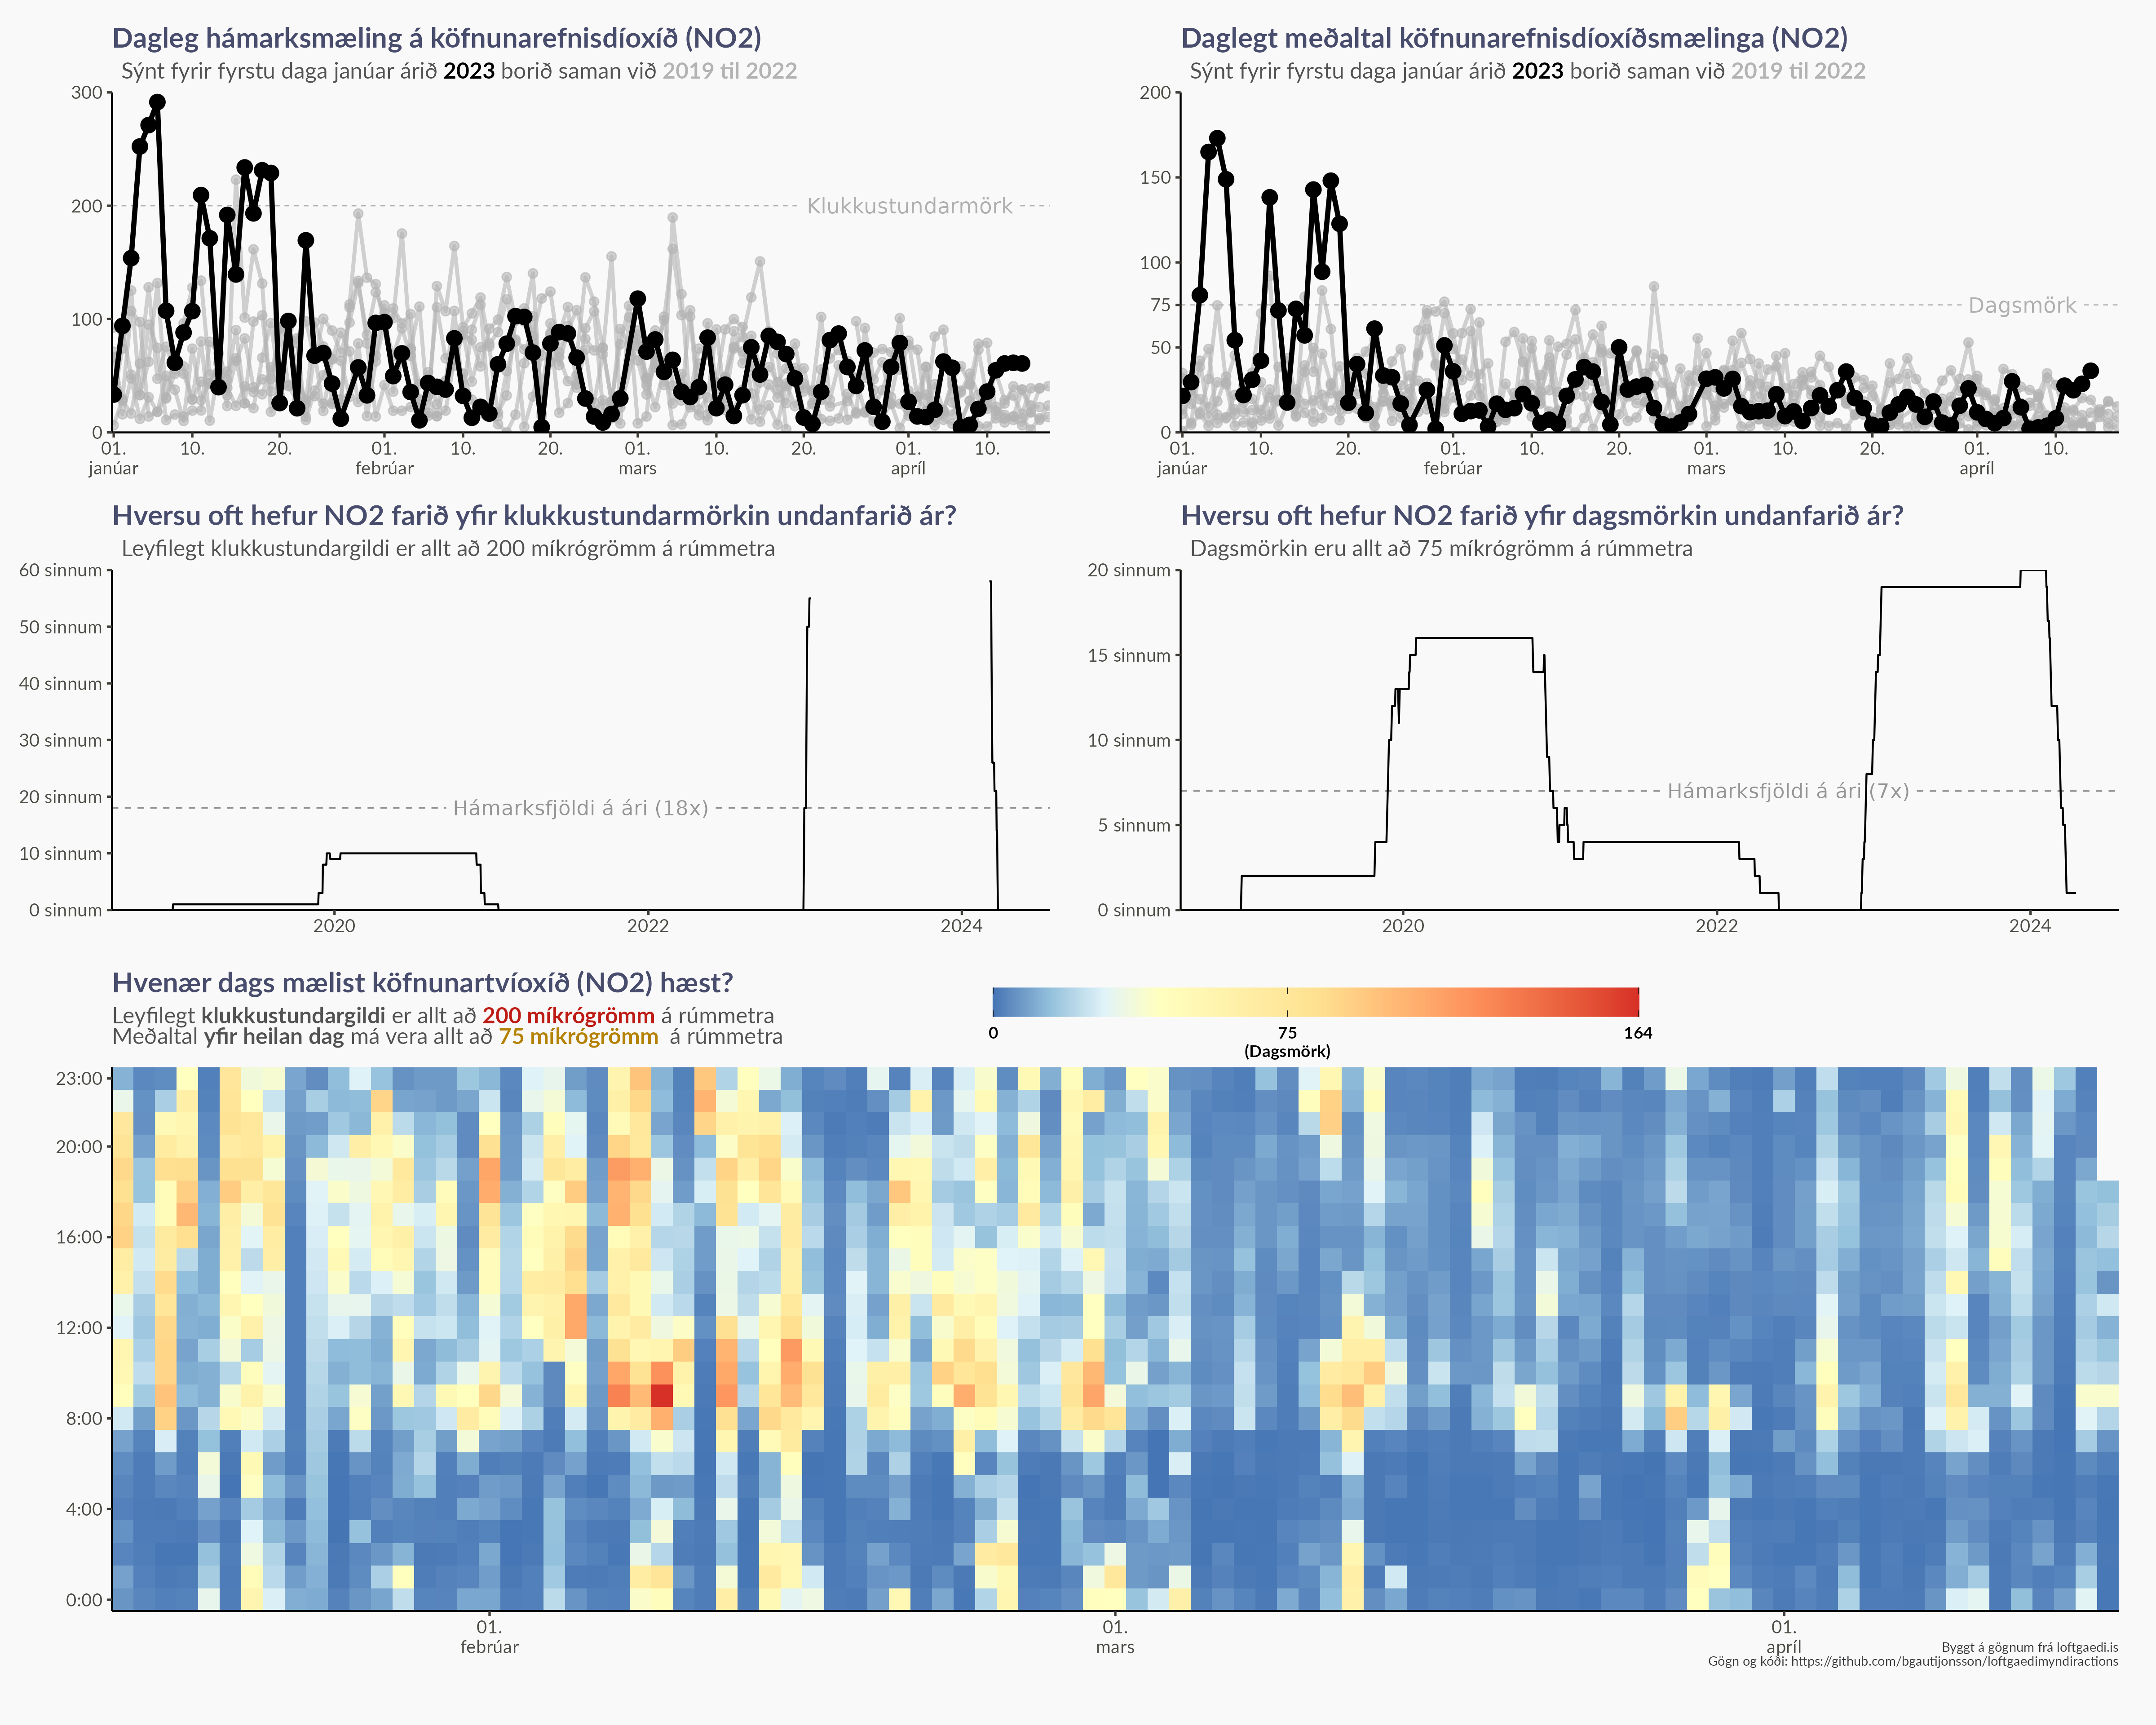 Dagleg hámarksmæling á köfnunarefnisdíoxíð (NO2)
Sýnt fyrir fyrstu daga janúar árið 2023 borið saman við 2019 til 2022
300
200
100
0
Klukkustundarmörk
01. 10. 20. 01. 10. 20. 01. 10. 20. 01. 10.
janúar febrúar mars apríl
Daglegt meðaltal köfnunarefnisdíoxíðsmælinga (NO2)
Sýnt fyrir fyrstu daga janúar árið 2023 borið saman við 2019 til 2022
200
150
100
75
50
0
Dagsmörk
01. 10. 20. 01. 10. 20. 01. 10. 20. 01. 10.
janúar febrúar mars apríl
Hversu oft hefur NO2 farið yfir klukkustundarmörkin undanfarið ár?
Leyfilegt klukkustundargildi er allt að 200 míkrógrömm á rúmmetra
60 sinnum
50 sinnum
40 sinnum
30 sinnum
20 sinnum
10 sinnum
0 sinnum
Hámarksfjöldi á ári (18x)
2020 2022 2024
Hversu oft hefur NO2 farið yfir dagsmörkin undanfarið ár?
Dagsmörkin eru allt að 75 míkrógrömm á rúmmetra
20 sinnum
15 sinnum
10 sinnum
5 sinnum
0 sinnum
Hámarksfjöldi á ári (7x)
2020 2022 2024
Hvenær dags mælist köfnunartvíoxíð (NO2) hæst?
Leyfilegt klukkustundargildi er allt að 200 míkrógrömm á rúmmetra
Meðaltal yfir heilan dag má vera allt að 75 míkrógrömm á rúmmetra
0 75 164
(Dagsmörk)
23:00
20:00
16:00
12:00
8:00
4:00
0:00
01. 01. 01.
febrúar mars apríl
Byggt á gögnum frá loftgaedi.is
Gögn og kóði: https://github.com/bgautijonsson/loftgaedimyndiractions